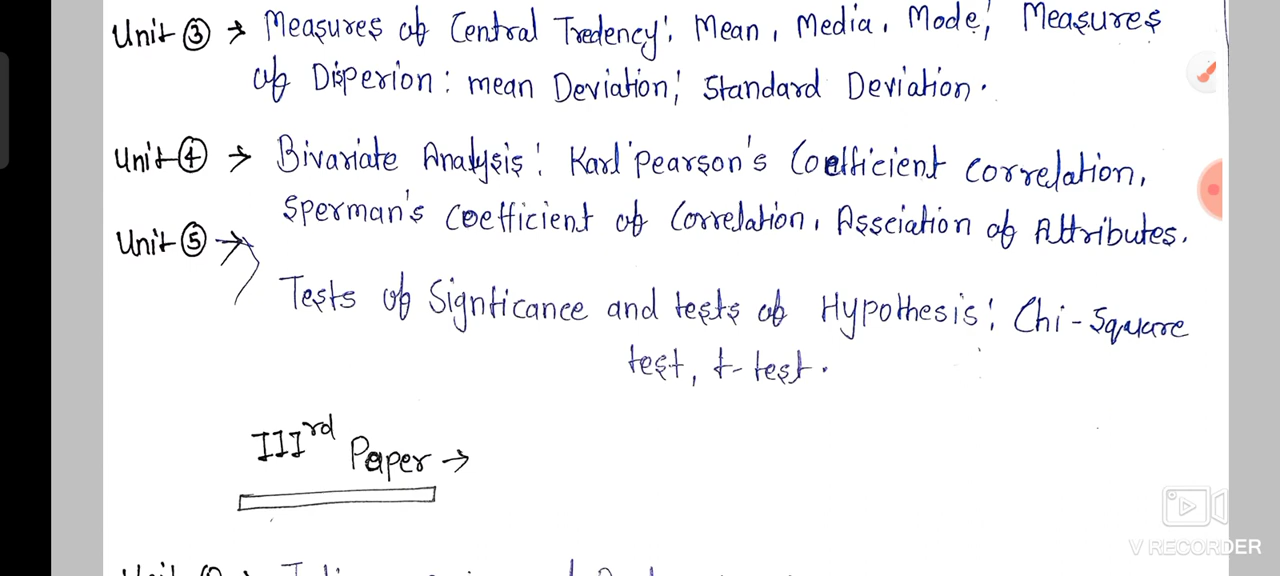 Unit ③ → Measures of Central Tredency: Mean, Media, Mode; Measures
of Disperion: mean Deviation; Standard Deviation.
Unit ④ → Bivariate Analysis: Karl Pearson's Coefficient correlation,
Sperman's Coefficient of Correlation, Assciation of Attributes.
Unit ⑤ →
Tests of Signticance and tests of Hypothesis: Chi-Square
test, t-test.
IIIrd Paper →
V RECORDER